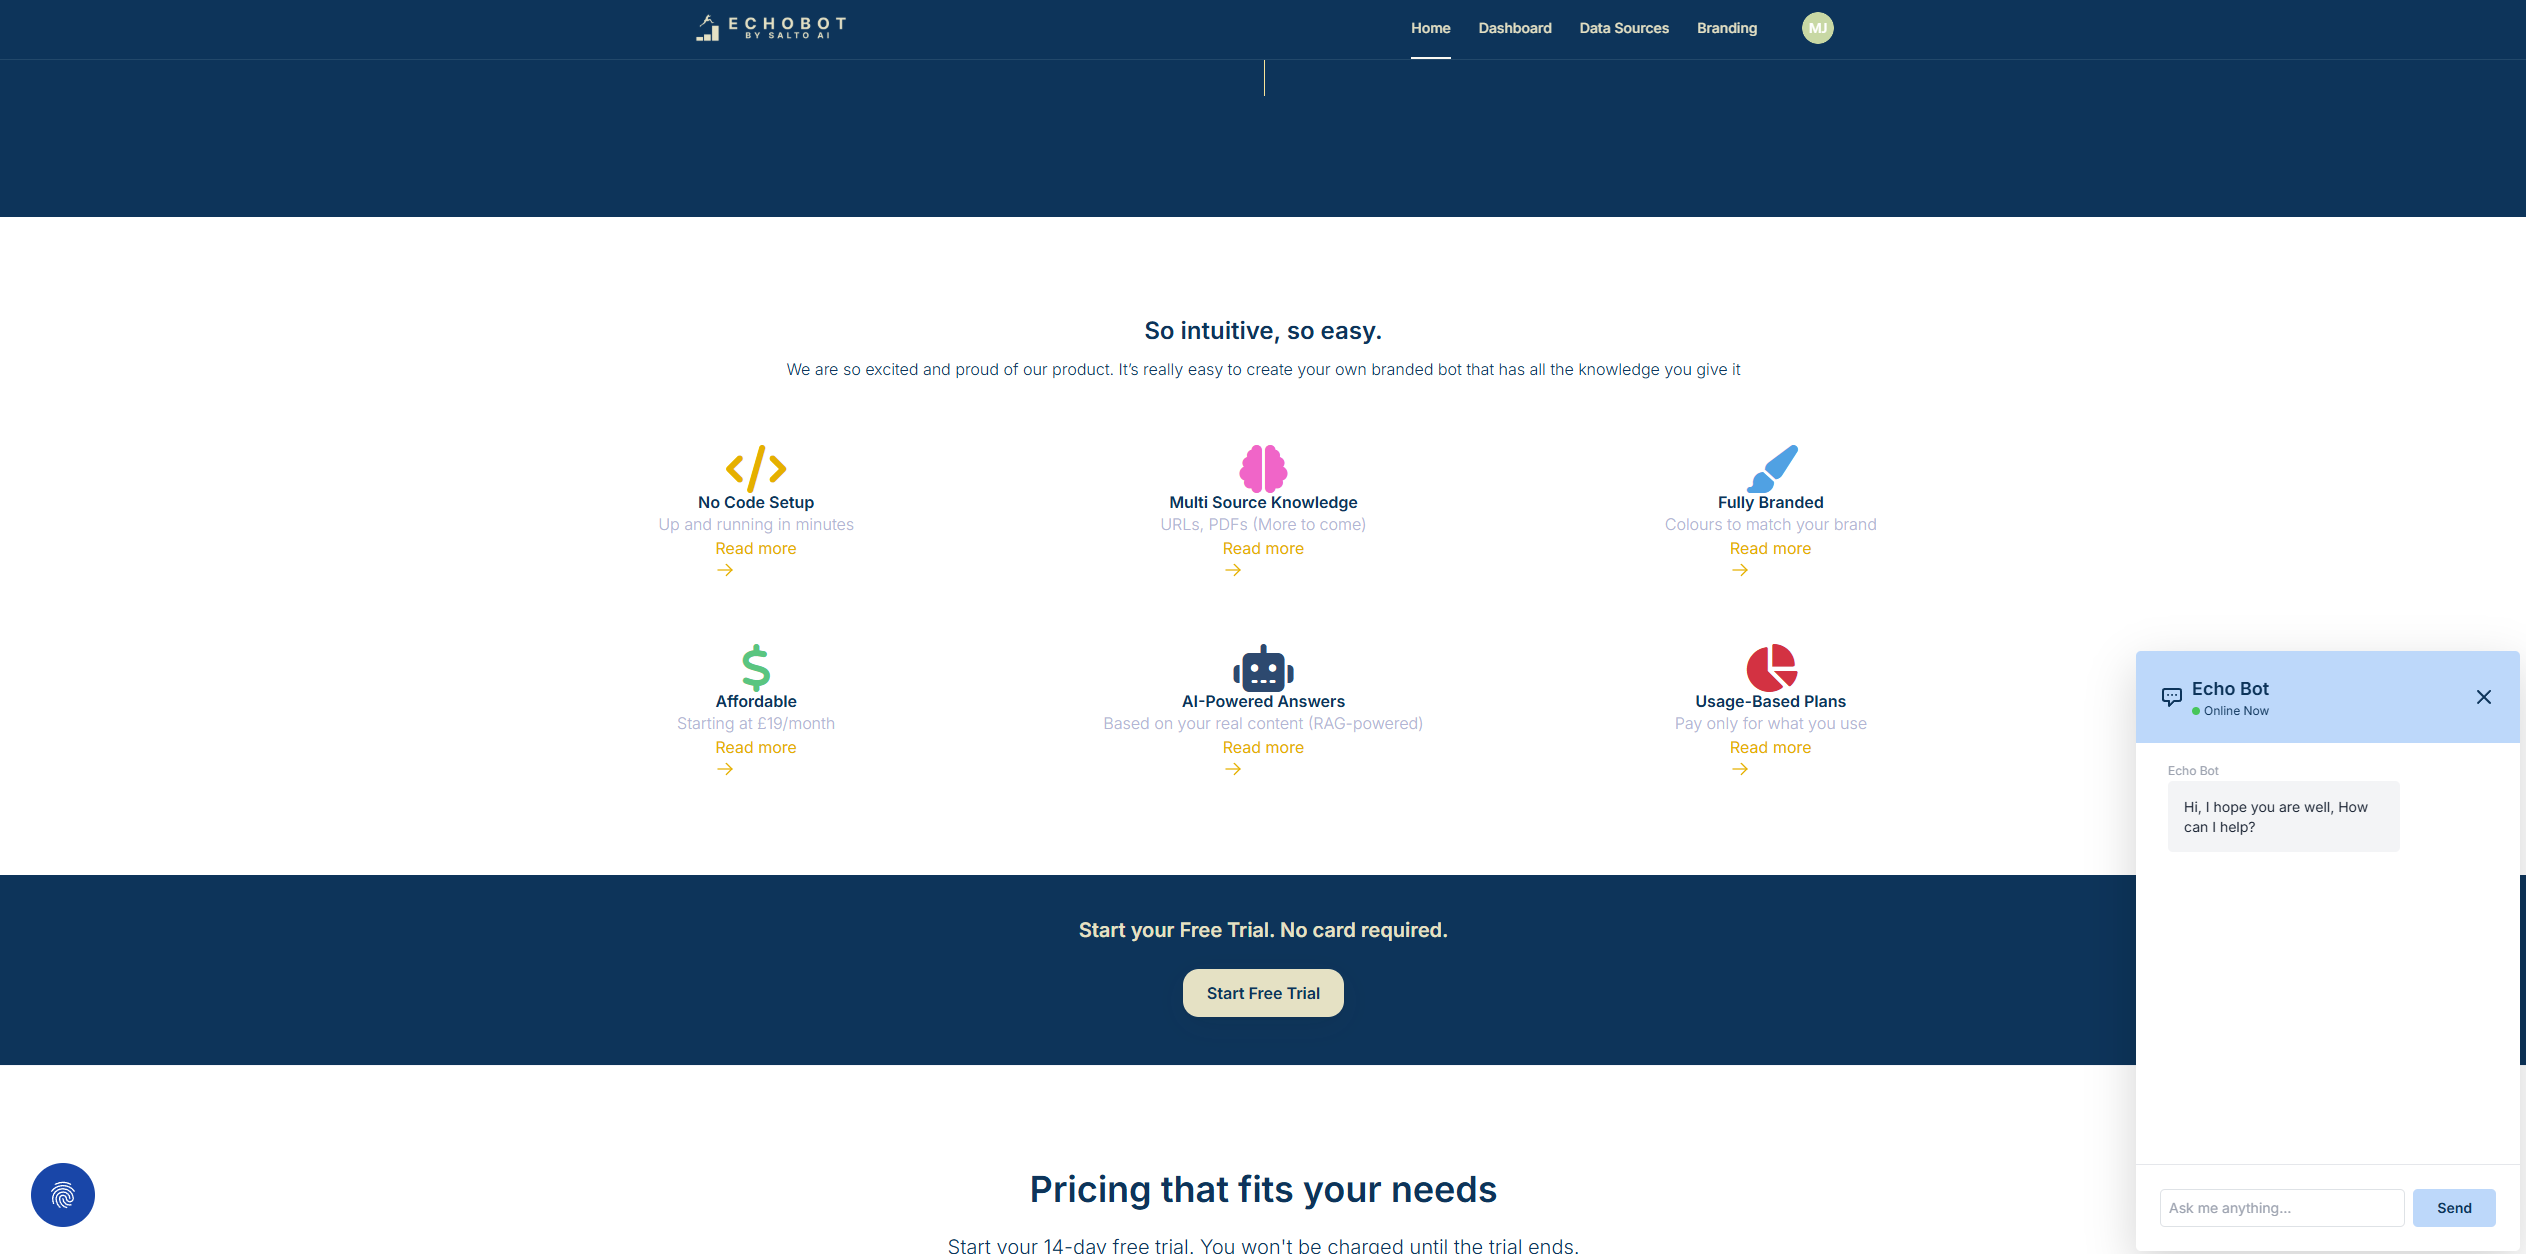 ECHOBOT
BY SALTO AI
Home
Dashboard
Data Sources
Branding
MJ
So intuitive, so easy.
We are so excited and proud of our product. It’s really easy to create your own branded bot that has all the knowledge you give it
No Code Setup
Up and running in minutes
Read more
Multi Source Knowledge
URLs, PDFs (More to come)
Read more
Fully Branded
Colours to match your brand
Read more
Affordable
Starting at £19/month
Read more
AI-Powered Answers
Based on your real content (RAG-powered)
Read more
Usage-Based Plans
Pay only for what you use
Read more
Start your Free Trial. No card required.
Start Free Trial
Pricing that fits your needs
Start your 14-day free trial. You won't be charged until the trial ends.
Echo Bot
Online Now
Echo Bot
Hi, I hope you are well, How
can I help?
Ask me anything...
Send